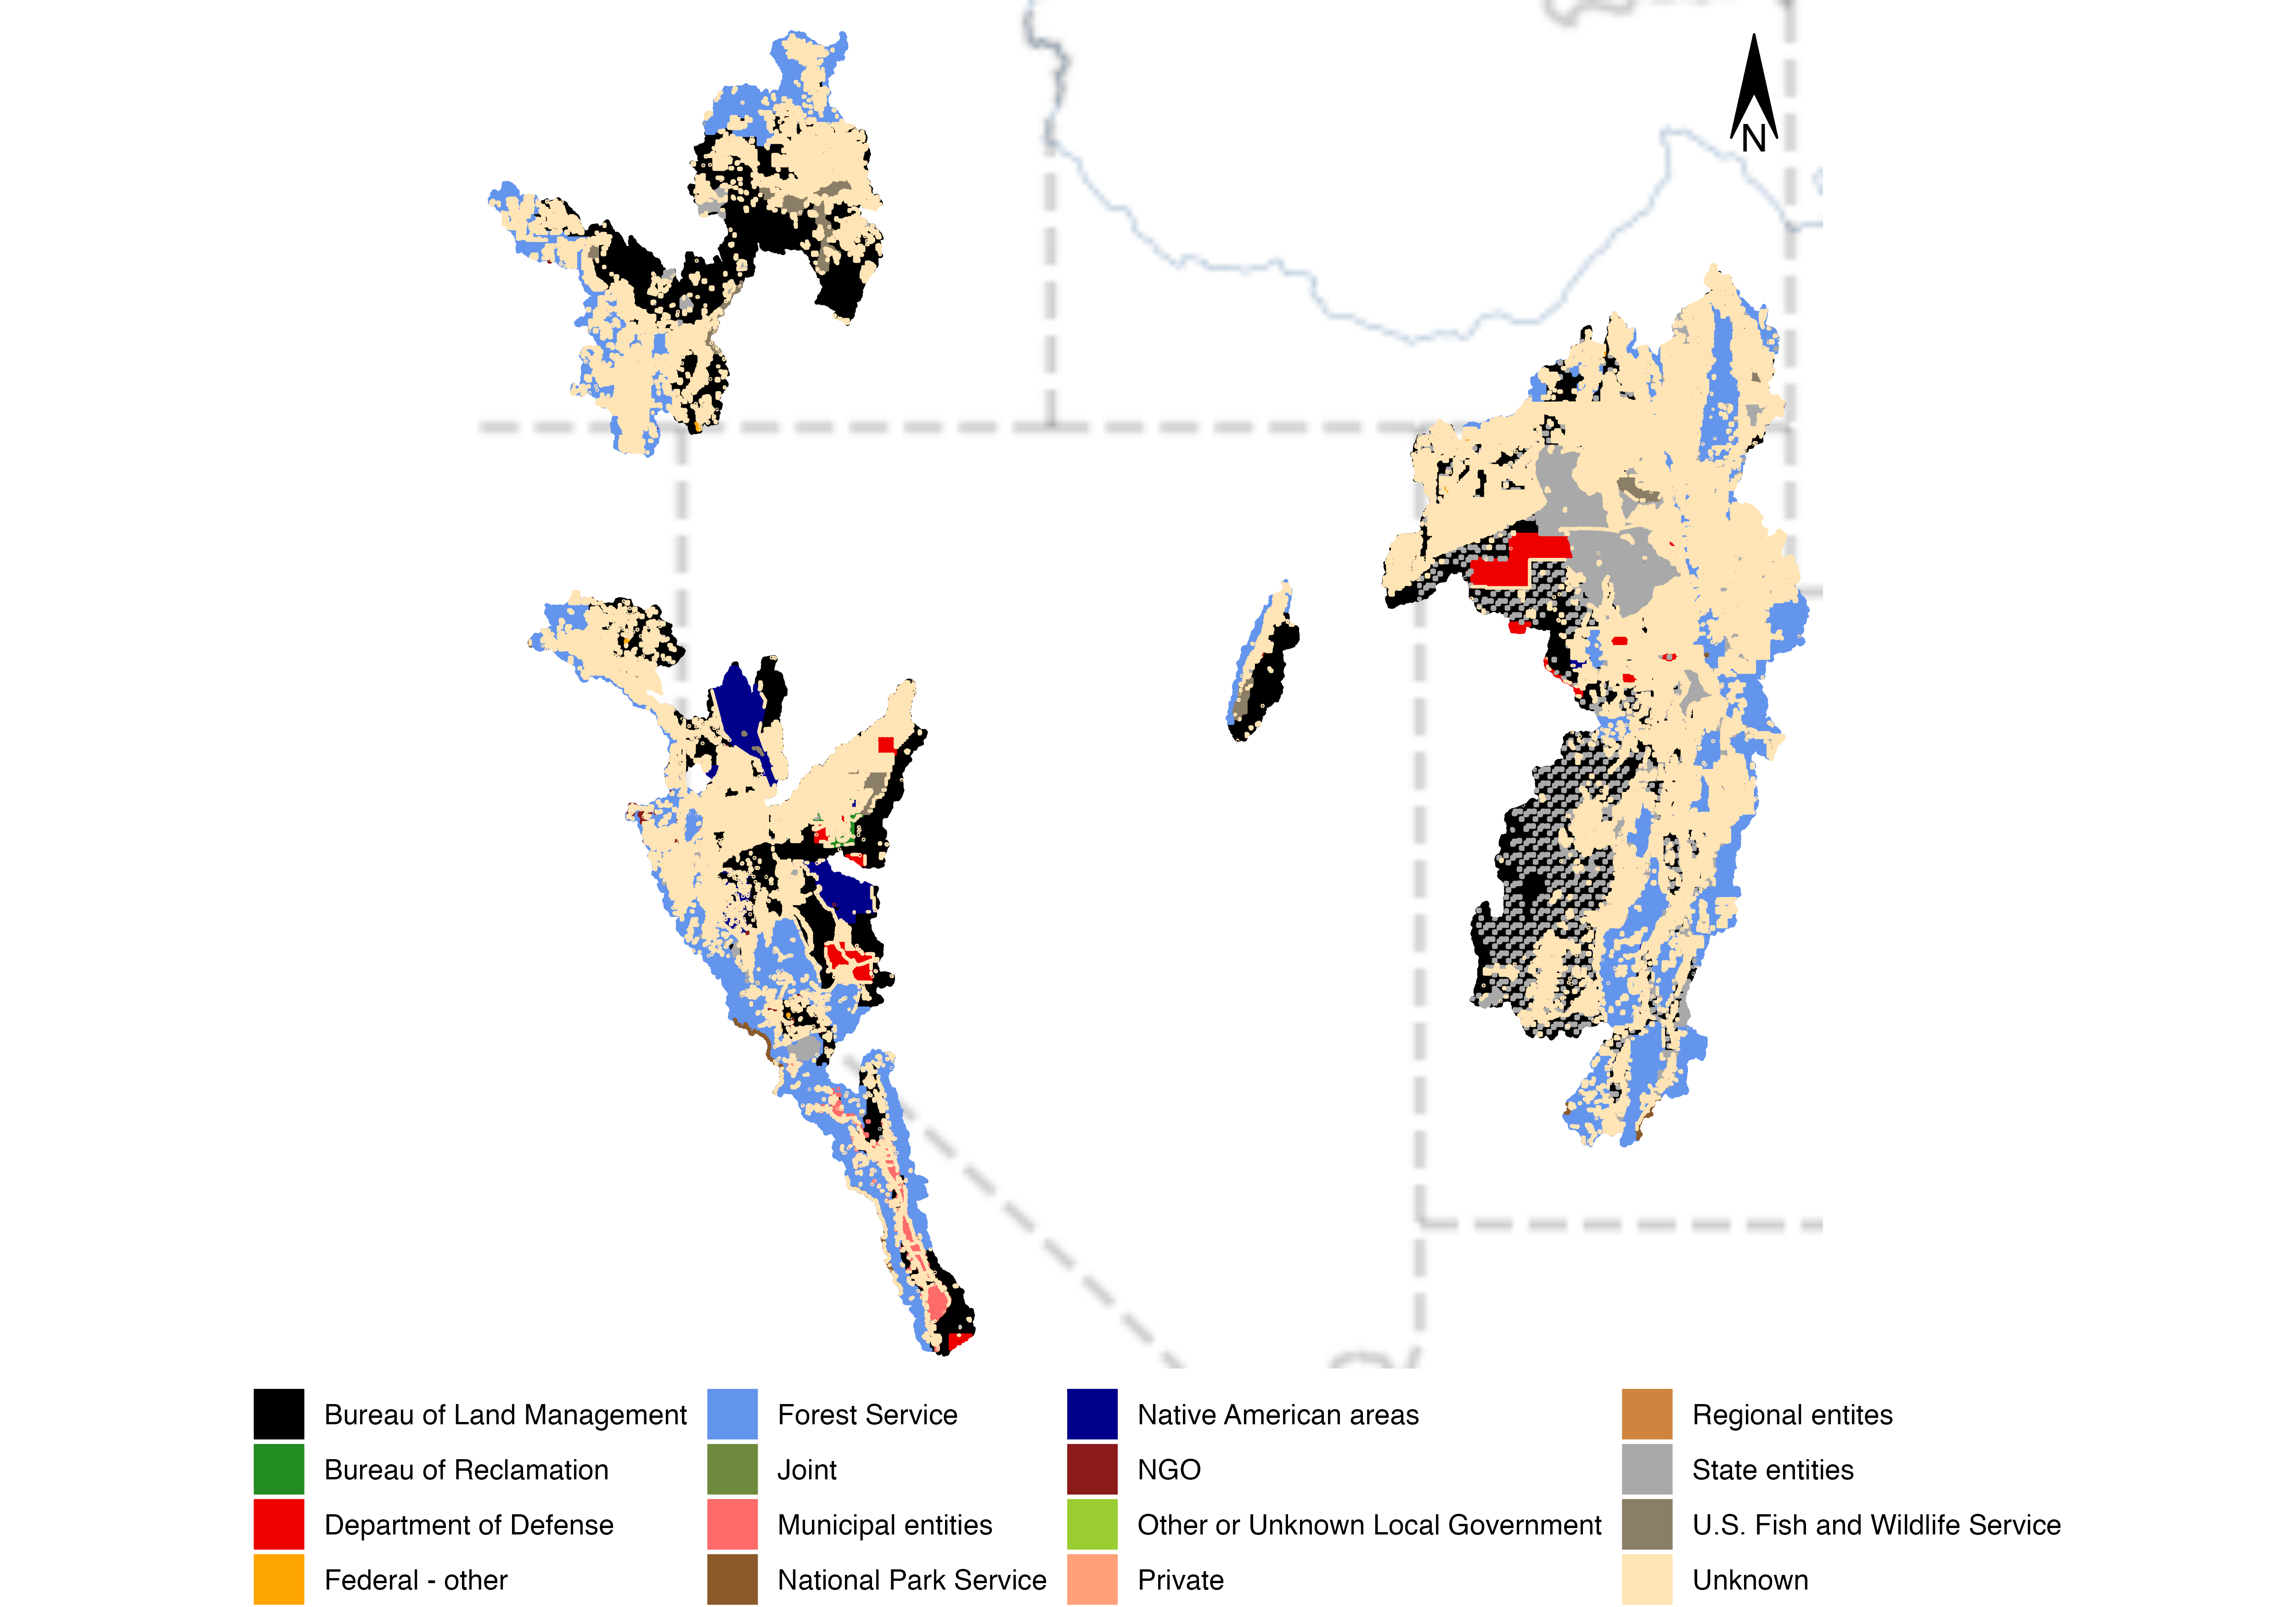 N
Bureau of Land Management
Forest Service
Native American areas
Regional entites
Bureau of Reclamation
Joint
NGO
State entities
Department of Defense
Municipal entities
Other or Unknown Local Government
U.S. Fish and Wildlife Service
Federal - other
National Park Service
Private
Unknown